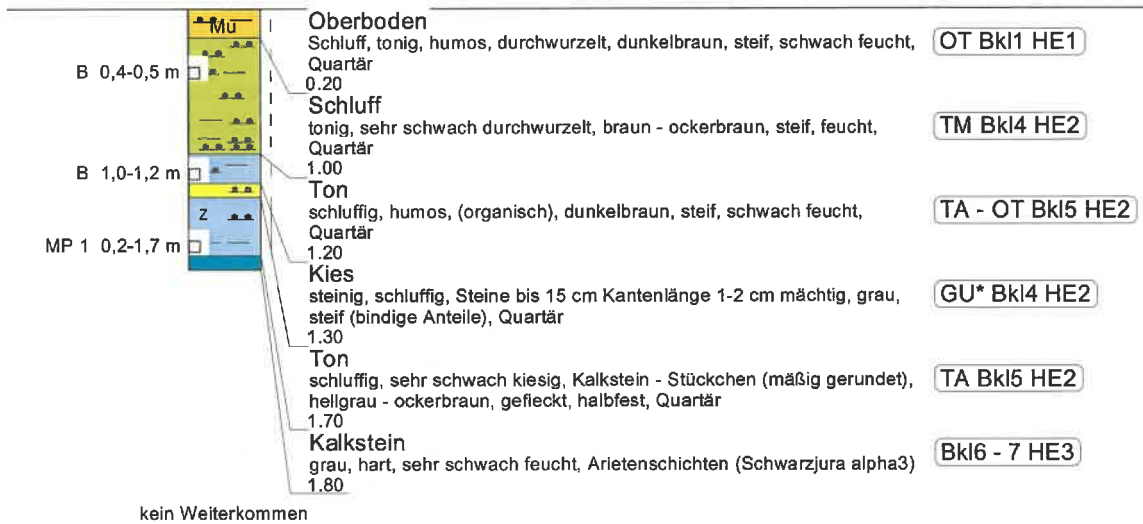 Mu
Oberboden
Schluff, tonig, humos, durchwurzelt, dunkelbraun, steif, schwach feucht,
Quartär
0.20
OT Bkl1 HE1
B 0,4-0,5 m
Schluff
tonig, sehr schwach durchwurzelt, braun - ockerbraun, steif, feucht,
Quartär
1.00
TM Bkl4 HE2
B 1,0-1,2 m
Ton
schluffig, humos, (organisch), dunkelbraun, steif, schwach feucht,
Quartär
1.20
TA - OT Bkl5 HE2
Z
MP 1 0,2-1,7 m
Kies
steinig, schluffig, Steine bis 15 cm Kantenlänge 1-2 cm mächtig, grau,
steif (bindige Anteile), Quartär
1.30
GU* Bkl4 HE2
Ton
schluffig, sehr schwach kiesig, Kalkstein - Stückchen (mäßig gerundet),
hellgrau - ockerbraun, gefleckt, halbfest, Quartär
1.70
TA Bkl5 HE2
Kalkstein
grau, hart, sehr schwach feucht, Arietenschichten (Schwarzjura alpha3)
1.80
Bkl6 - 7 HE3
kein Weiterkommen